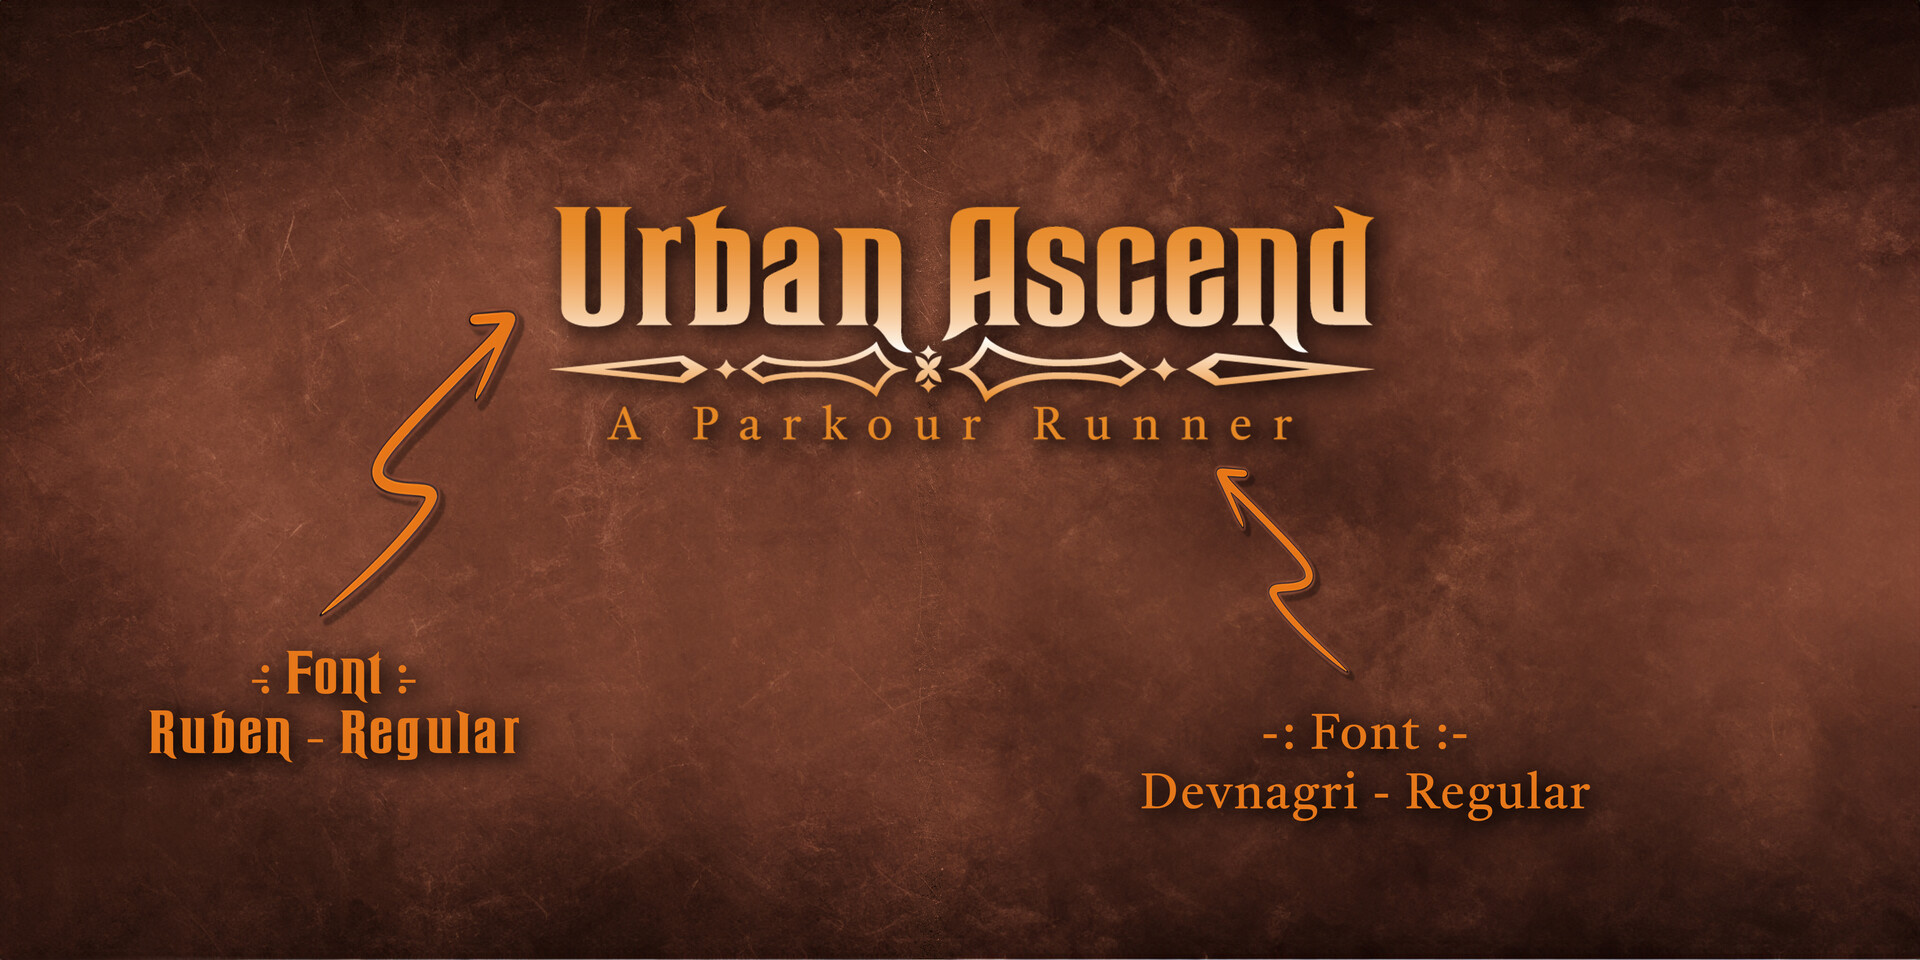 Urban Ascend
A Parkour Runner
-: Font :-
Ruben - Regular
-: Font :-
Devnagri - Regular